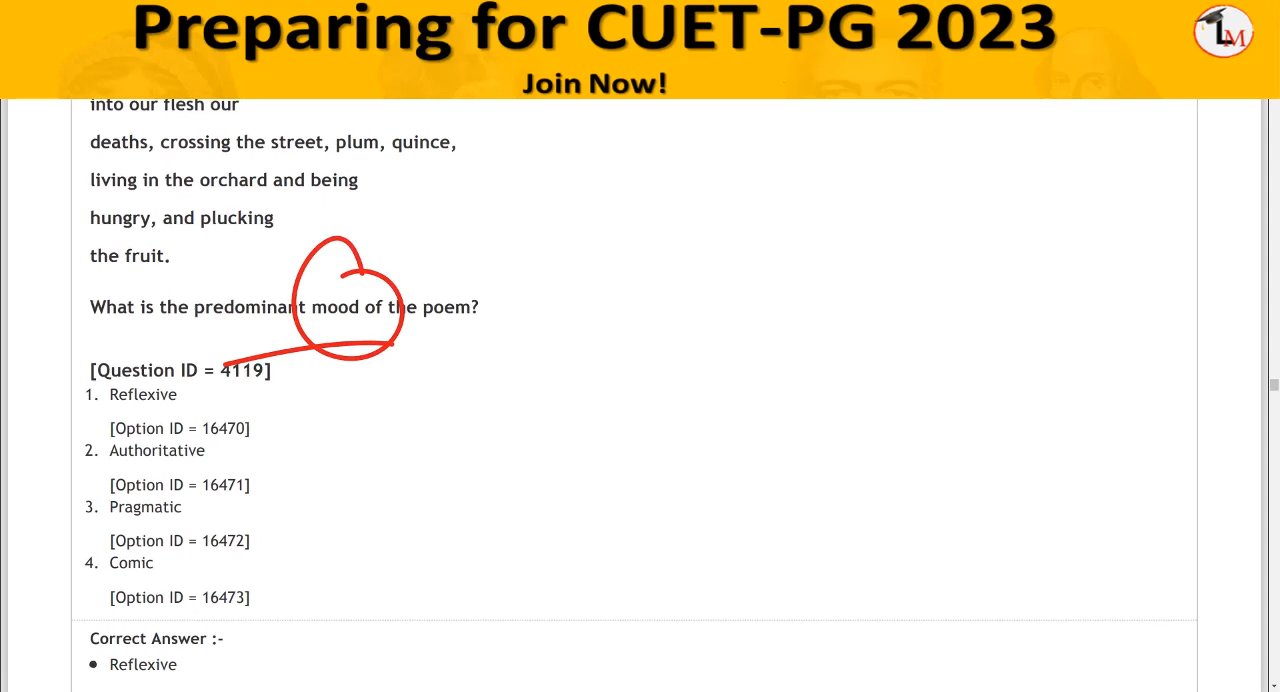 Preparing for CUET-PG 2023
Join Now!
LM
into our flesh our
deaths, crossing the street, plum, quince,
living in the orchard and being
hungry, and plucking
the fruit.
What is the predominant mood of the poem?
[Question ID = 4119]
1. Reflexive
[Option ID = 16470]
2. Authoritative
[Option ID = 16471]
3. Pragmatic
[Option ID = 16472]
4. Comic
[Option ID = 16473]
Correct Answer :-
• Reflexive